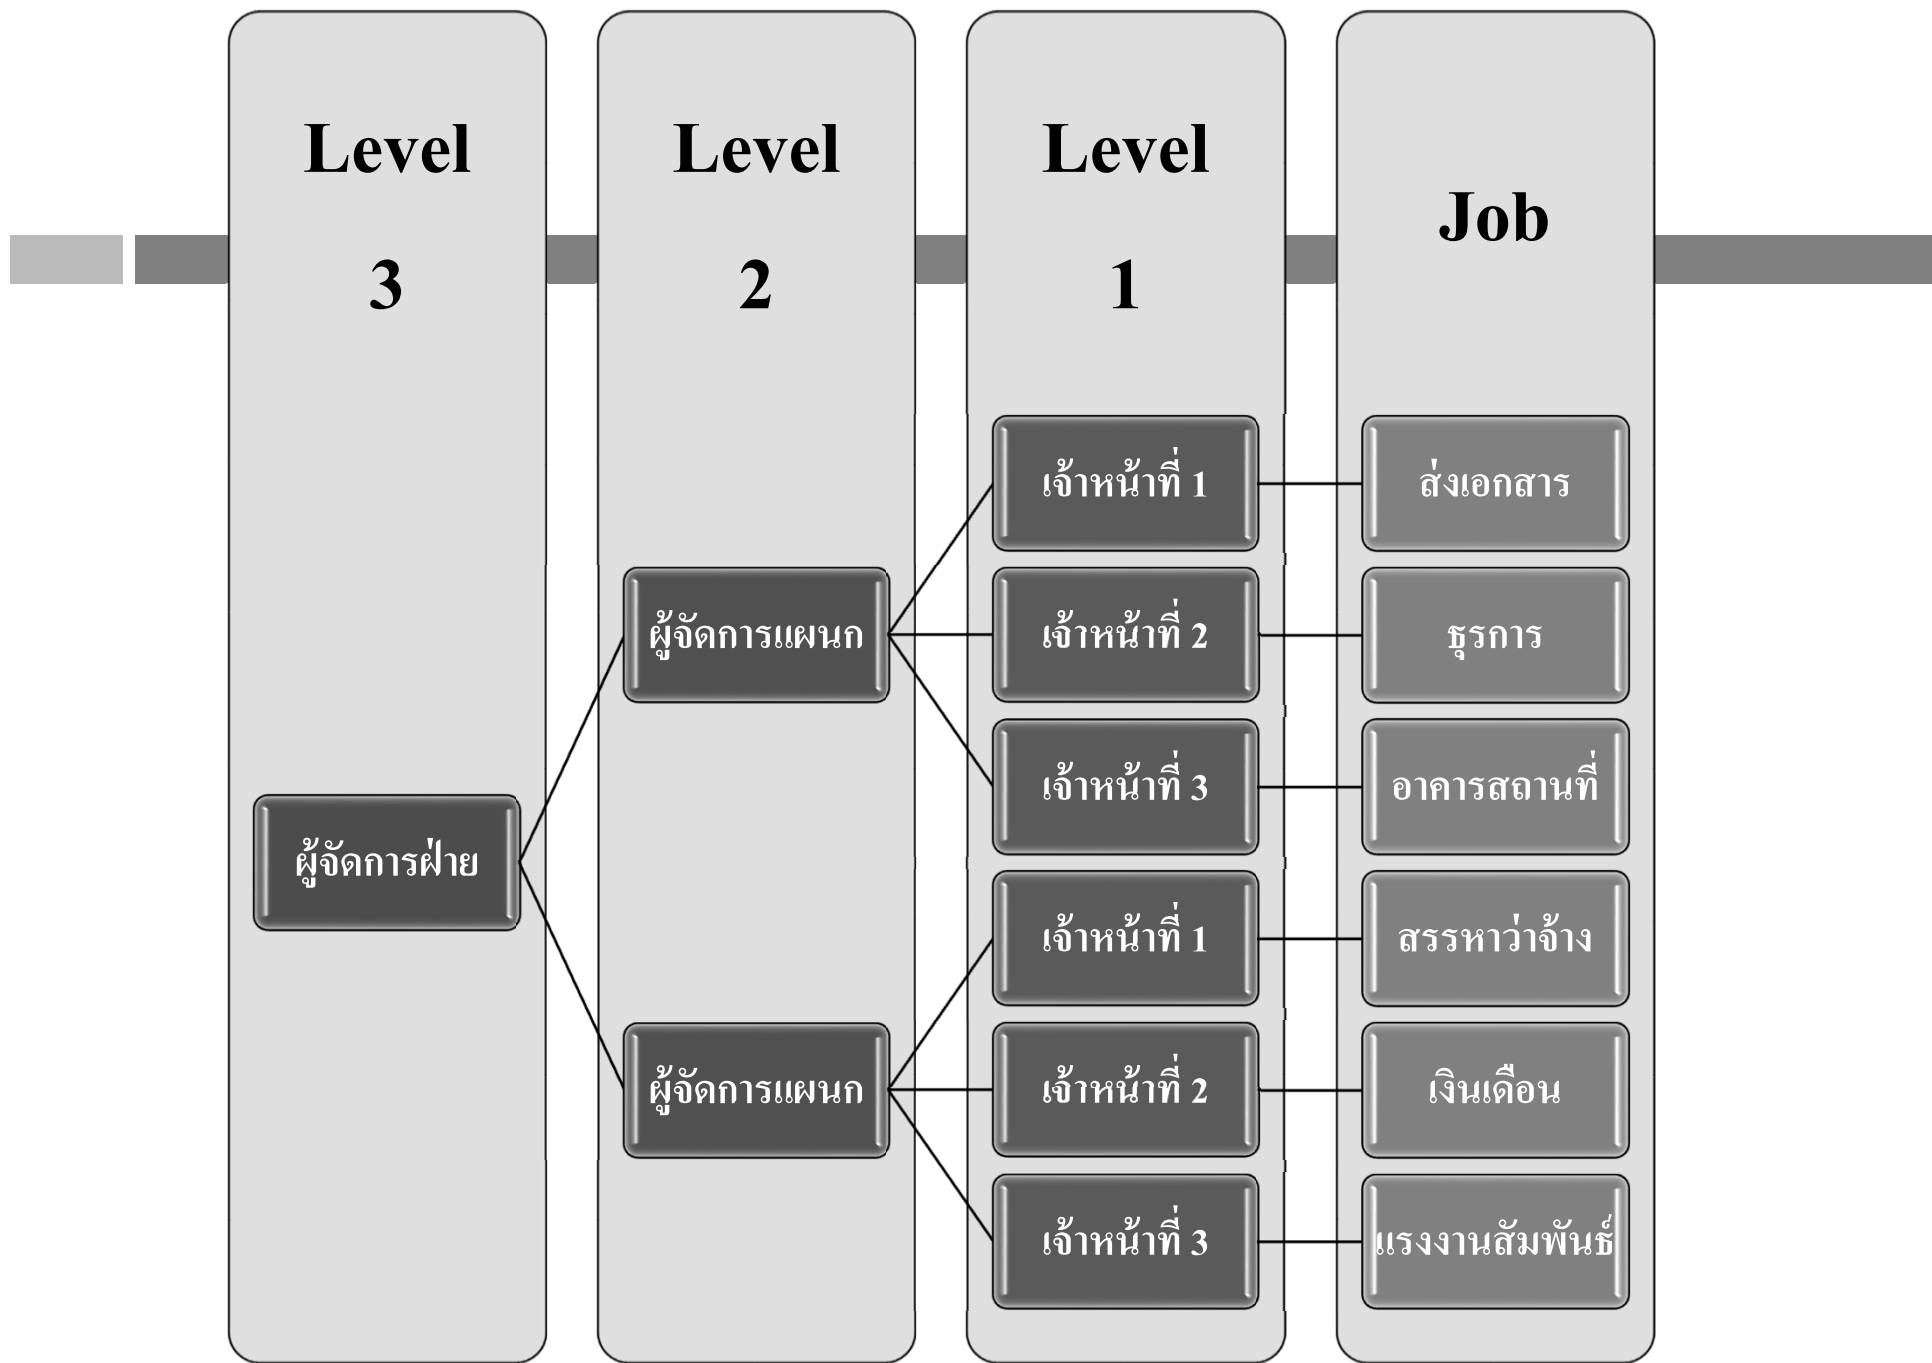 Level
3
Level
2
Level
1
Job
ผู้จัดการฝ่าย
ผู้จัดการแผนก
เจ้าหน้าที่ 1
ส่งเอกสาร
เจ้าหน้าที่ 2
ธุรการ
เจ้าหน้าที่ 3
อาคารสถานที่
ผู้จัดการแผนก
เจ้าหน้าที่ 1
สรรหาว่าจ้าง
เจ้าหน้าที่ 2
เงินเดือน
เจ้าหน้าที่ 3
แรงงานสัมพันธ์